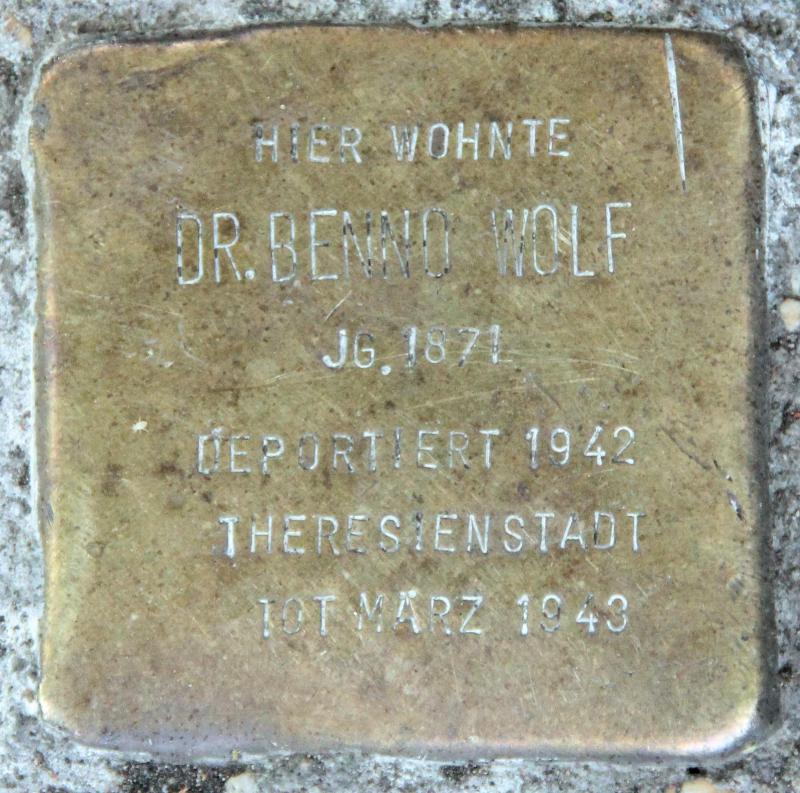 HIER WOHNTE
DR. BENNO WOLF
JG. 1871
DEPORTIERT 1942
THERESIENSTADT
TOT MÄRZ 1943